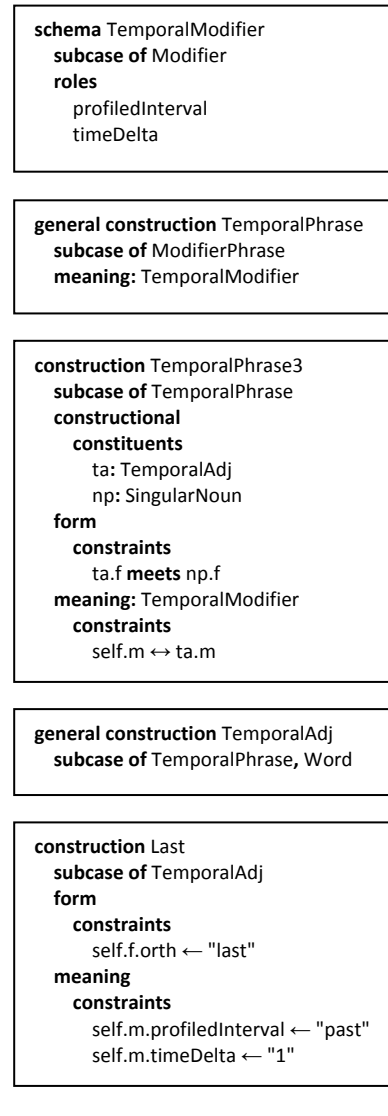 schema TemporalModifier
subcase of Modifier
roles
profiledInterval
timeDelta
general construction TemporalPhrase
subcase of ModifierPhrase
meaning: TemporalModifier
construction TemporalPhrase3
subcase of TemporalPhrase
constructional
constituents
ta: TemporalAdj
np: SingularNoun
form
constraints
ta.f meets np.f
meaning: TemporalModifier
constraints
self.m ↔ ta.m
general construction TemporalAdj
subcase of TemporalPhrase, Word
construction Last
subcase of TemporalAdj
form
constraints
self.f.orth ← "last"
meaning
constraints
self.m.profiledInterval ← "past"
self.m.timeDelta ← "1"